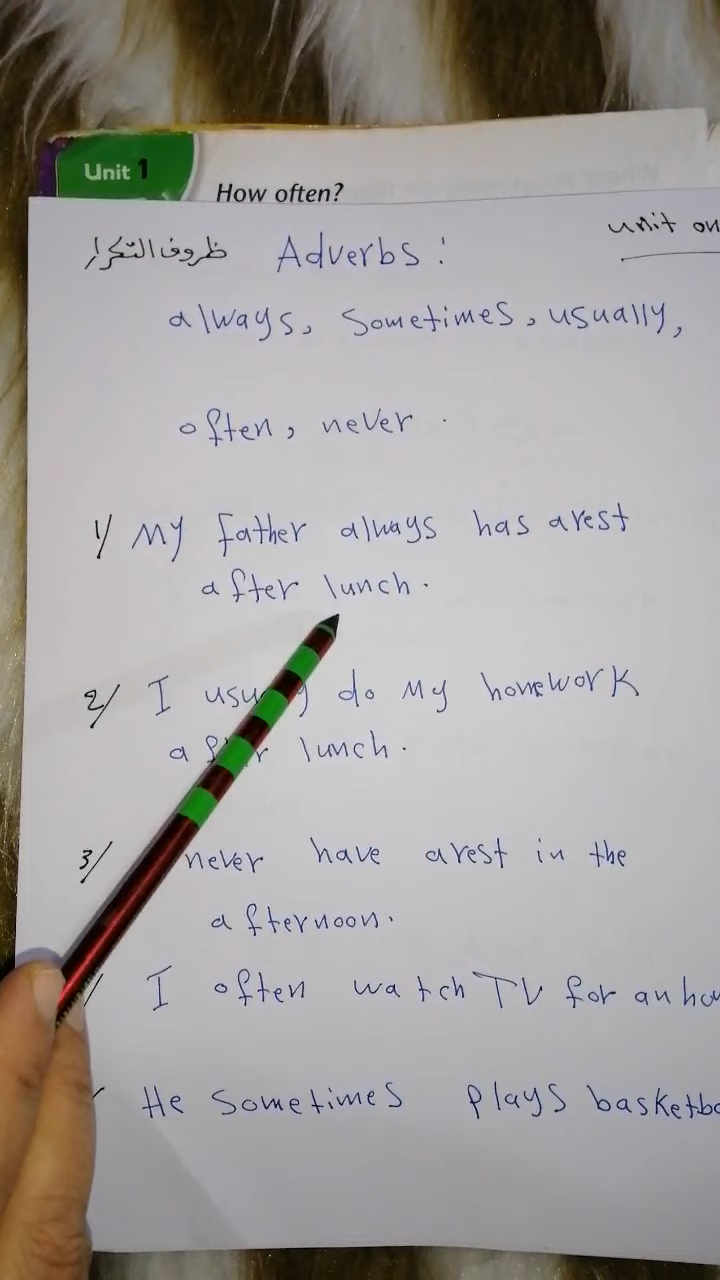 Unit 1
How often?
unit on
ظروف التكرار Adverbs:
always, sometimes, usually,
often, never.
1/ My father always has arest
after lunch.
2/ I do My homework
lunch.
3/ never have arest in the
afternoon.
I often watch TV for an
He sometimes plays